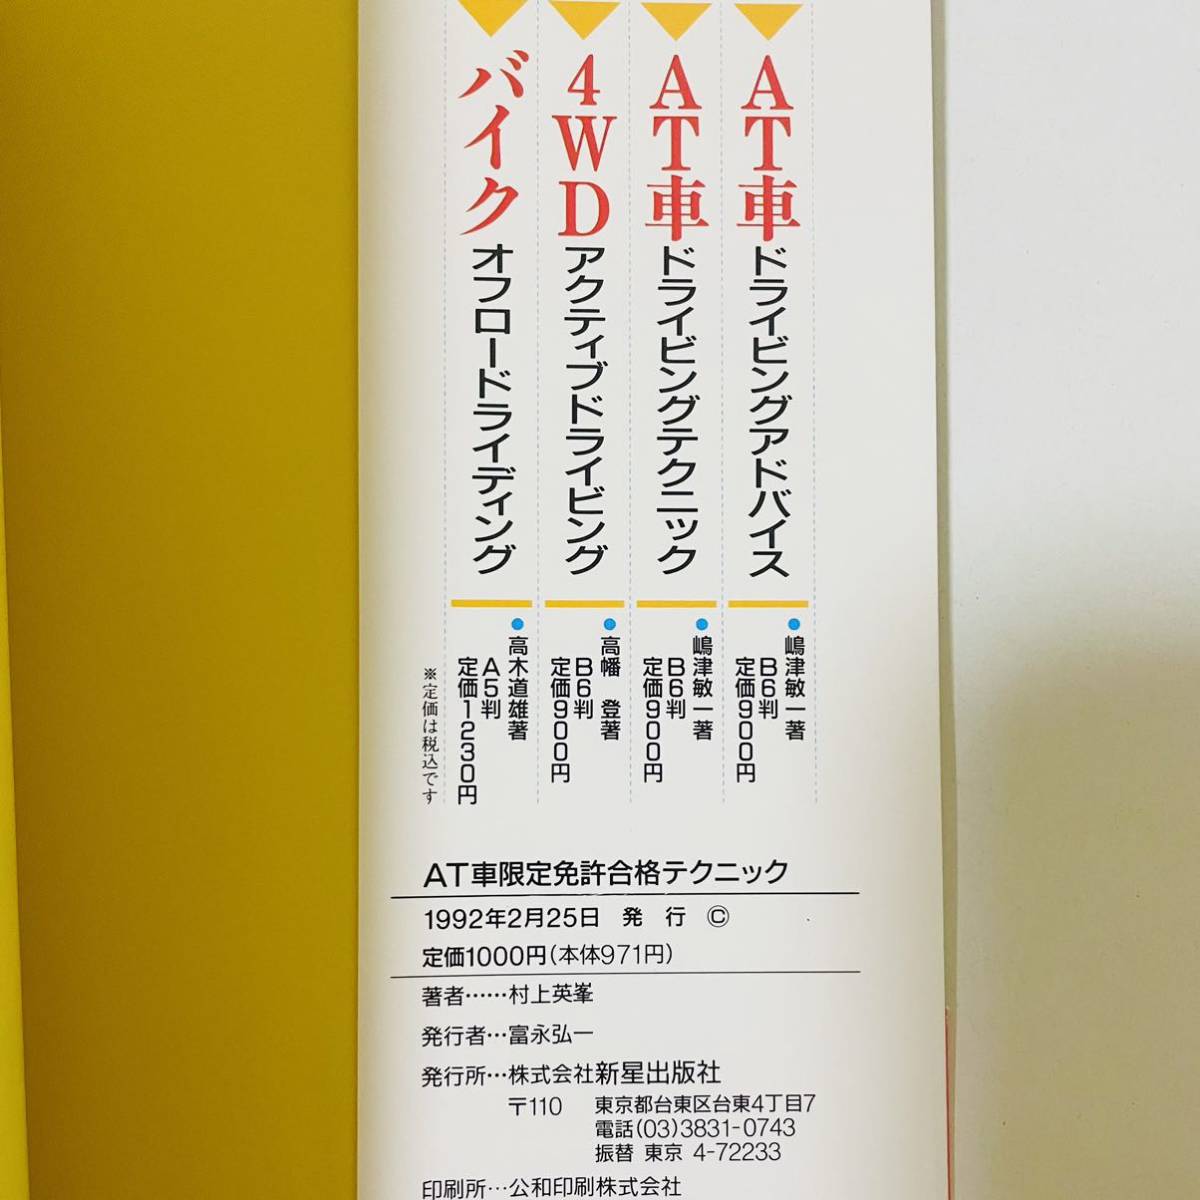 AT車ドライビングアドバイス
●嶋津敏一著
B6判
定価900円
AT車ドライビングテクニック
●嶋津敏一著
B6判
定価900円
4WDアクティブドライビング
●高幡 登著
B6判
定価900円
バイクオフロードライディング
●高木道雄著
A5判
定価1230円
※定価は税込です
AT車限定免許合格テクニック
1992年2月25日 発 行 ©
定価1000円(本体971円)
著者……村上英峯
発行者…富永弘一
発行所…株式会社新星出版社
〒110 東京都台東区台東4丁目7
電話(03)3831-0743
振替 東京 4-72233
印刷所…公和印刷株式会社